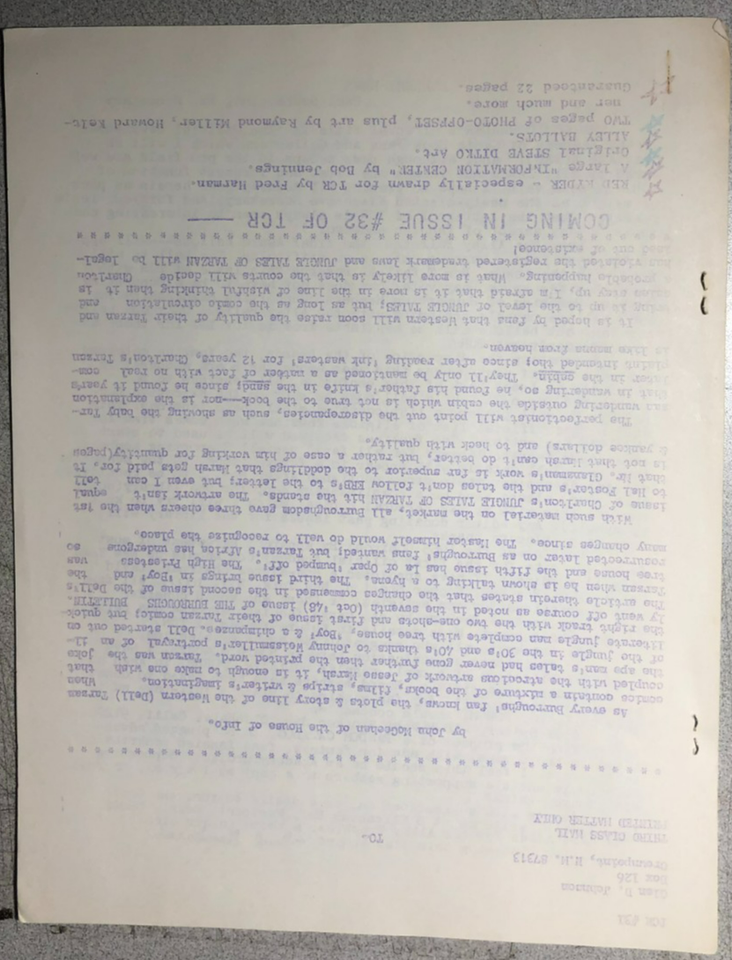 TCR #31
Glen D. Johnson
Box 126
Crownpoint, N.M. 87313
THIRD CLASS MAIL
PRINTED MATTER ONLY
TO-
by John McGeehan of the House of Info.
As every Burroughs' fan knows, the plots & story line of the Western (Dell) Tarzan
comics contain a mixture of the books, films, strips & writer's imagination. When
coupled with the atrocious artwork of Jesse Marsh, it is enough to make one wish that
the ape man's tales had never gone further then the printed word. Tarzan was the joke
of the jungle in the 30's and 40's thanks to Johnny Weissmuller's portrayal of an il-
literate jungle man complete with tree house, 'Boy' & a chimpanzee. Dell started out on
the right track with the two one-shots and first issue of their Tarzan comic; but quick-
ly went off course as noted in the seventh (Oct '48) issue of THE BURROUGHS BULLETIN.
The article therein states that the changes commenced in the second issue of the Dell's
Tarzan when he is shown talking to a hyena. The third issue brings in 'Boy' and the
tree house and the fifth issue has La of Opar 'bumped off'. The High Priestess was
resurrected later on as Burroughs' fans wanted; but Tarzan's Africa has undergone so
many changes since. The Master himself would do well to recognize the place.
With such material on the market, all Burroughsdom gave three cheers when the 1st
issue of Charlton's JUNGLE TALES OF TARZAN hit the stands. The artwork isn't equal
to Hal Foster's and the tales don't follow ERB's to the letter; but even I can tell
that Mr. Glanzman's work is far superior to the doddlings that Marsh gets paid for. It
is not that Marsh can't do better, but rather a case of him working for quantity(pages
& yankee dollars) and to heck with quality.
The perfectionist will point out the discrepancies, such as showing the baby Tar-
zan wandering outside the cabin which is not true to the book——nor is the explanation
that in wandering so, he found his father's knife in the sand; since he found it year's
later in the cabin. They'll only be mentioned as a matter of fact with no real com-
plaint intended tho; since after reading 'ink wasters' for 12 years, Charlton's Tarzan
is like manna from heaven.
It is hoped by fans that Western will soon raise the quality of their Tarzan and
bring it up to the level of JUNGLE TALES; but as long as the comic circulation and
sales stay up, I'm afraid that it is more in the line of wishful thinking then it is
probable happening. What is more likely is that the courts will decide Charlton
has violated the registered trademark laws and JUNGLE TALES OF TARZAN will be legal-
ized out of existence!
COMING IN ISSUE #32 OF TCR ——
RED RYDER - especially drawn for TCR by Fred Harman.
A large "INFORMATION CENTER" by Bob Jennings.
Original STEVE DITKO Art.
ALLEY BALLOTS.
TWO pages of PHOTO-OFFSET, plus art by Raymond Miller, Howard Kelt-
ner and much more.
Guaranteed 22 pages